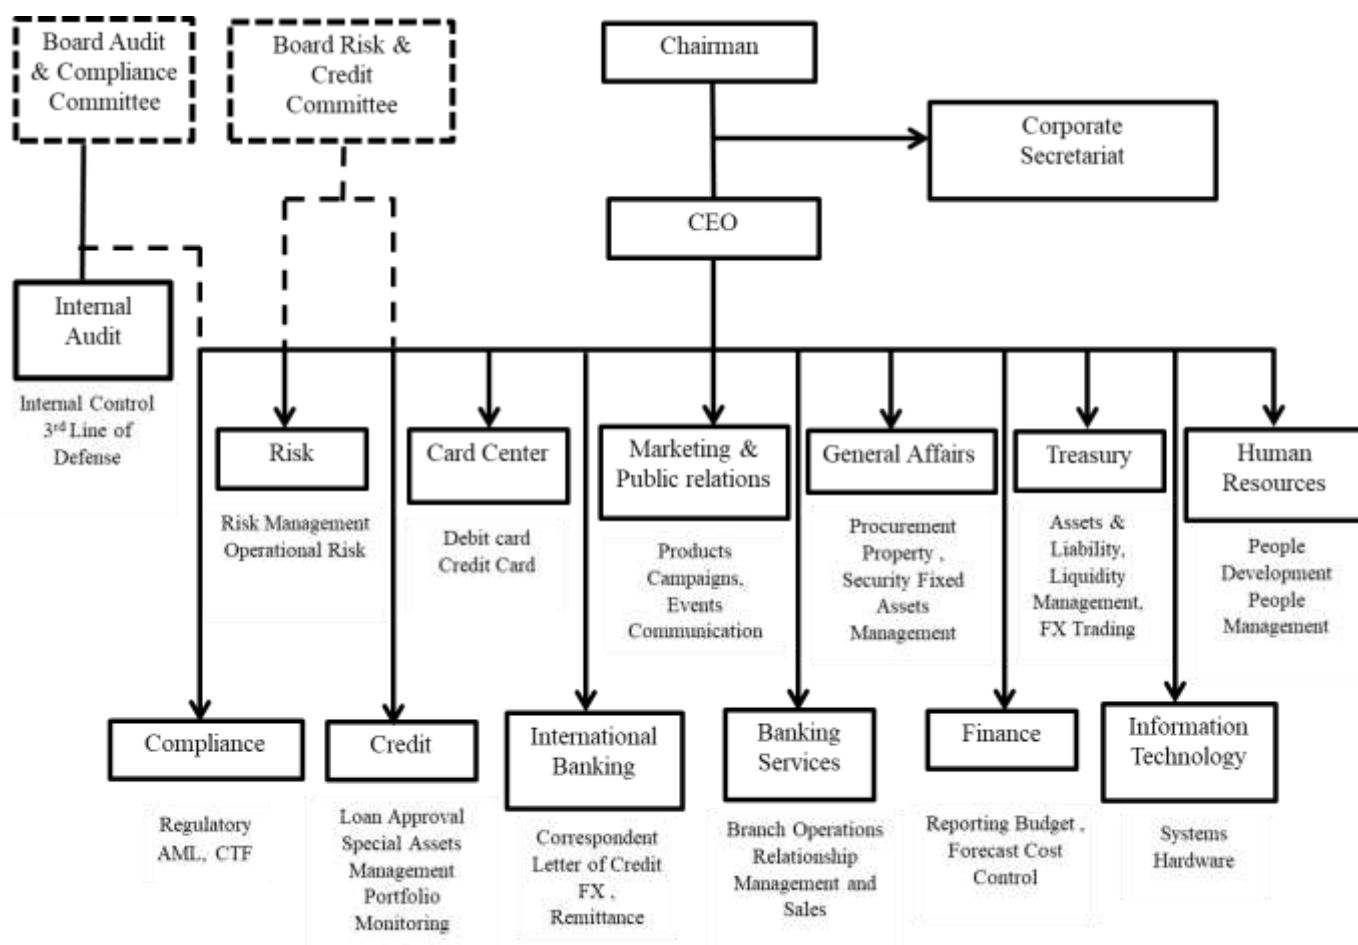 Board Audit
& Compliance
Committee
Board Risk &
Credit
Committee
Chairman
Corporate
Secretariat
CEO
Internal
Audit
Internal Control
3rd Line of
Defense
Risk
Risk Management
Operational Risk
Card Center
Debit card
Credit Card
Marketing &
Public relations
Products
Campaigns,
Events
Communication
General Affairs
Procurement
Property ,
Security Fixed
Assets
Management
Treasury
Assets &
Liability,
Liquidity
Management,
FX Trading
Human
Resources
People
Development
People
Management
Compliance
Regulatory
AML, CTF
Credit
Loan Approval
Special Assets
Management
Portfolio
Monitoring
International
Banking
Correspondent
Letter of Credit
FX ,
Remittance
Banking
Services
Branch Operations
Relationship
Management and
Sales
Finance
Reporting Budget ,
Forecast Cost
Control
Information
Technology
Systems
Hardware